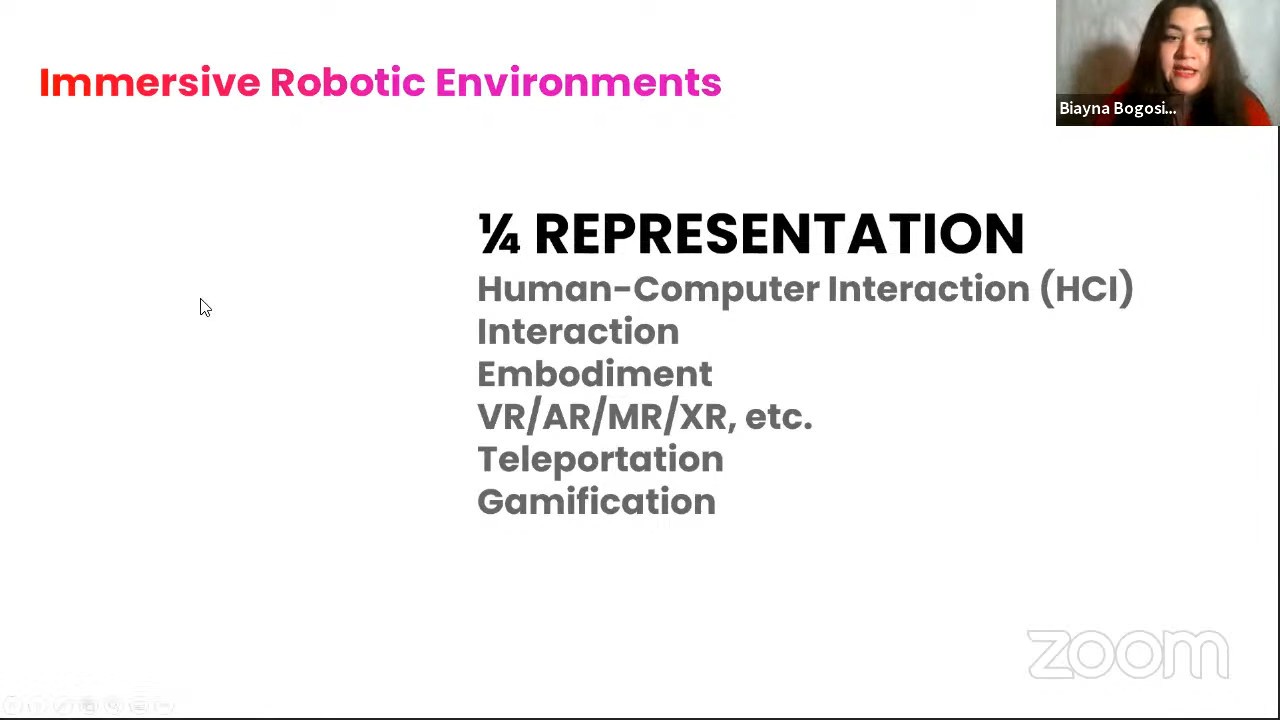 Immersive Robotic Environments
Biayna Bogosi...
¼ REPRESENTATION
Human-Computer Interaction (HCI)
Interaction
Embodiment
VR/AR/MR/XR, etc.
Teleportation
Gamification
zoom